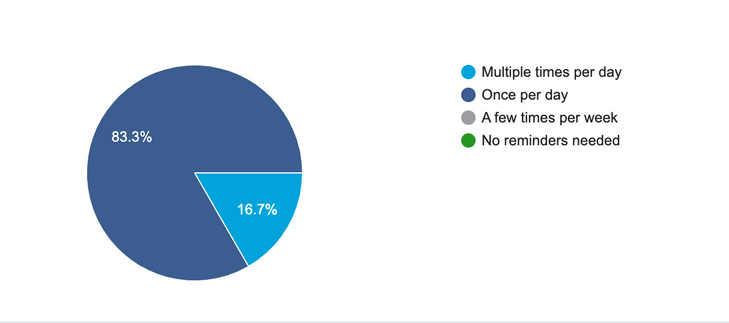 Multiple times per day
Once per day
A few times per week
No reminders needed
83.3%
16.7%